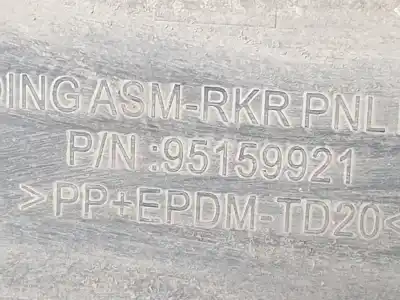 DING ASM-RKR PNL
P/N :95159921
>PP+EPDM-TD20<